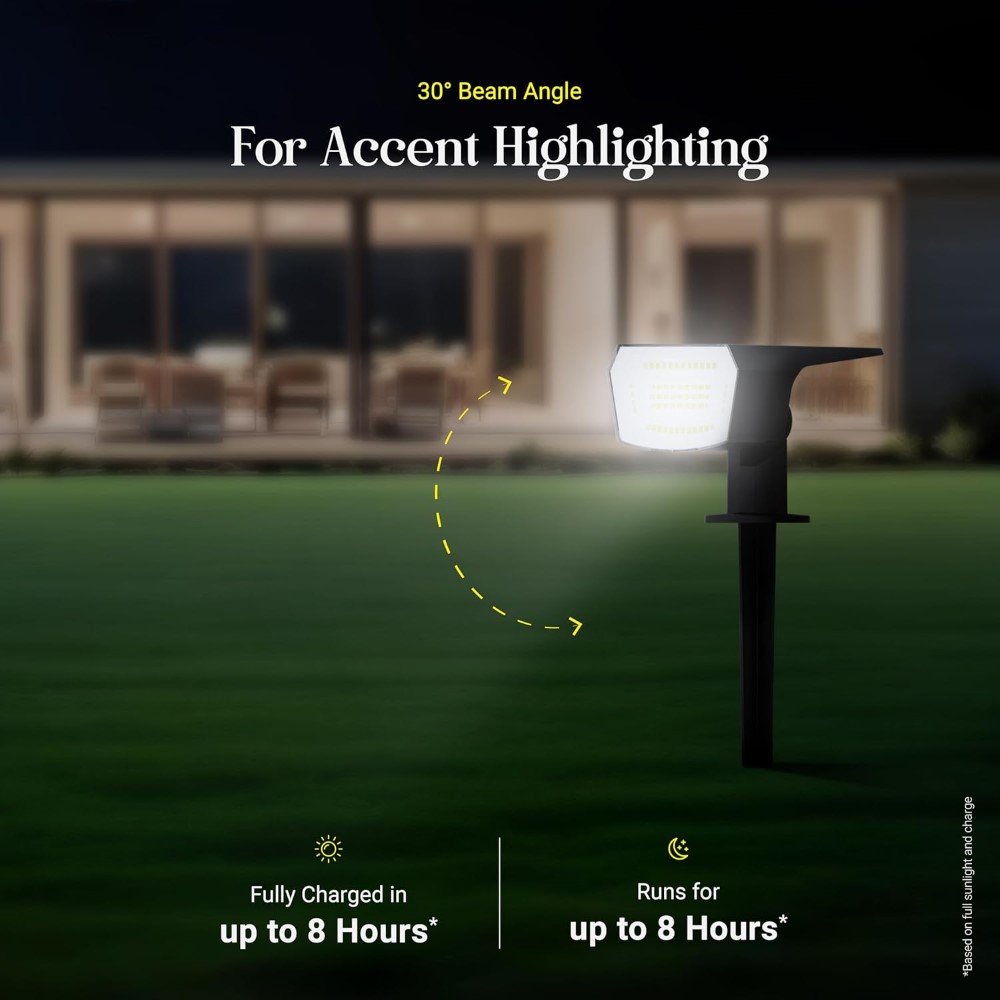 30° Beam Angle
For Accent Highlighting
Fully Charged in
up to 8 Hours*
Runs for
up to 8 Hours*
*Based on full sunlight and charge